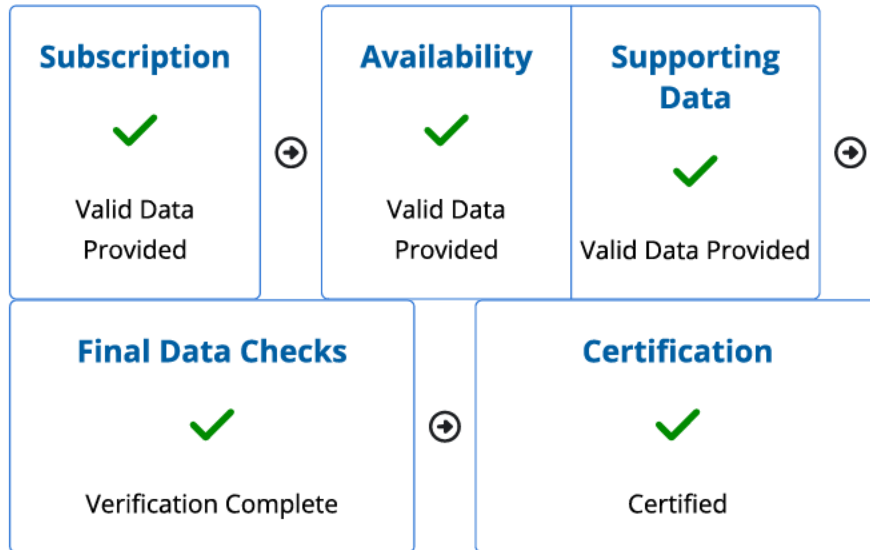 Subscription
Valid Data
Provided
Availability
Valid Data
Provided
Supporting
Data
Valid Data Provided
Final Data Checks
Verification Complete
Certification
Certified